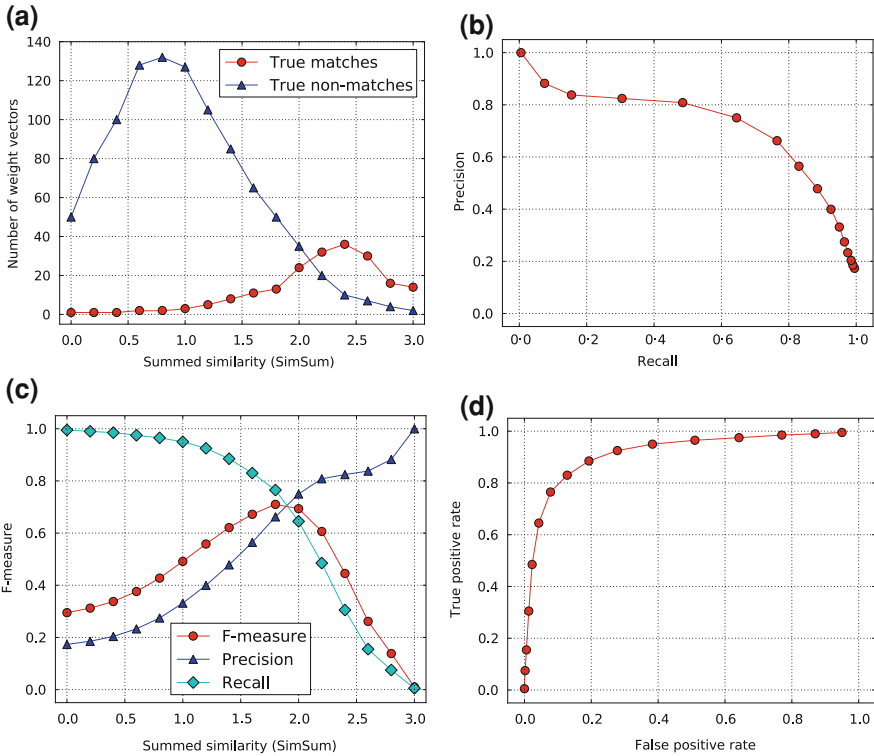 (a)
140
120
100
80
60
40
20
0
Number of weight vectors
True matches
True non-matches
0.0 0.5 1.0 1.5 2.0 2.5 3.0
Summed similarity (SimSum)
(b)
1.0
0.8
0.6
0.4
0.2
0.0
Precision
0·0 0·2 0·4 0·6 0·8 1·0
Recall
(c)
1.0
0.8
0.6
0.4
0.2
0.0
F-measure
F-measure
Precision
Recall
0.0 0.5 1.0 1.5 2.0 2.5 3.0
Summed similarity (SimSum)
(d)
1.0
0.8
0.6
0.4
0.2
0.0
True positive rate
0.0 0.2 0.4 0.6 0.8 1.0
False positive rate